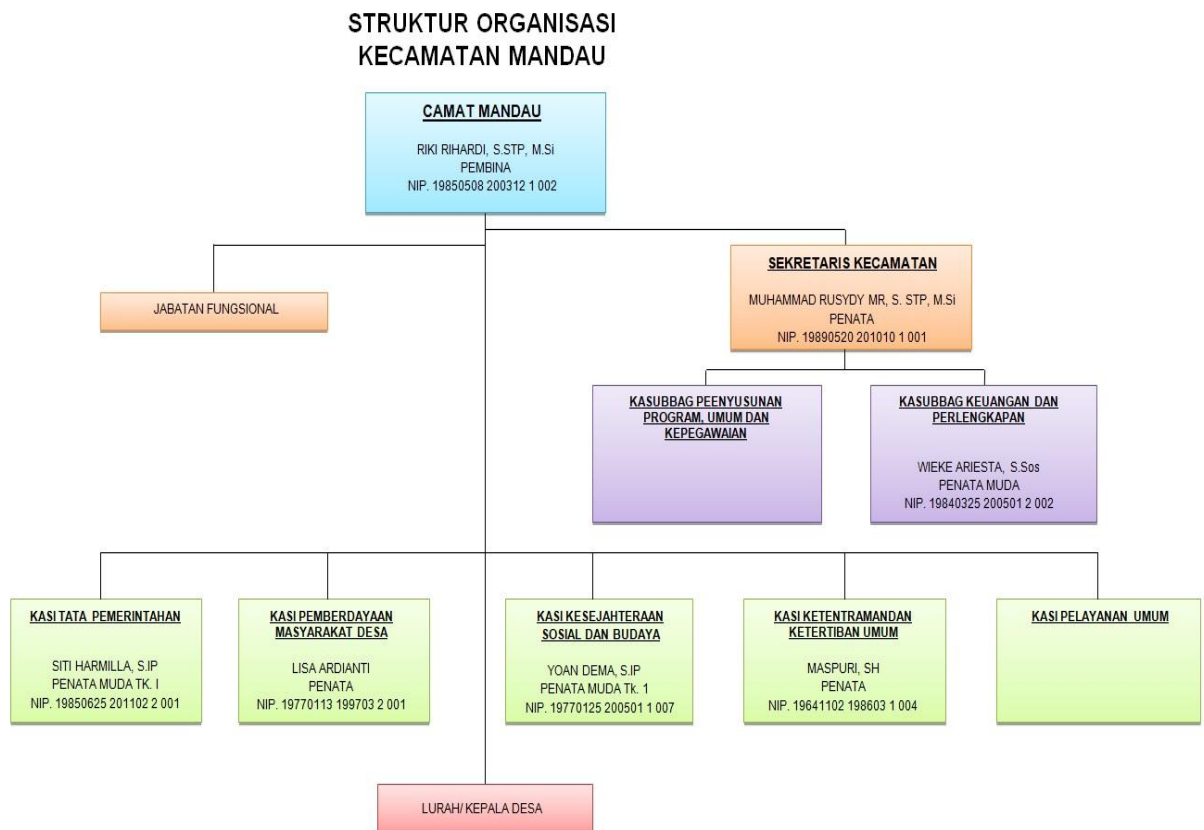 STRUKTUR ORGANISASI
KECAMATAN MANDAU
CAMAT MANDAU
RIKI RIHARDI, S.STP, M.Si
PEMBINA
NIP. 19850508 200312 1 002
JABATAN FUNGSIONAL
SEKRETARIS KECAMATAN
MUHAMMAD RUSYDY MR, S. STP, M.Si
PENATA
NIP. 19890520 201010 1 001
KASUBBAG PEENYUSUNAN
PROGRAM, UMUM DAN
KEPEGAWAIAN
KASUBBAG KEUANGAN DAN
PERLENGKAPAN
WIEKE ARIESTA, S.Sos
PENATA MUDA
NIP. 19840325 200501 2 002
KASI TATA PEMERINTAHAN
SITI HARMILLA, S.IP
PENATA MUDA TK. I
NIP. 19850625 201102 2 001
KASI PEMBERDAYAAN
MASYARAKAT DESA
LISA ARDIANTI
PENATA
NIP. 19770113 199703 2 001
KASI KESEJAHTERAAN
SOSIAL DAN BUDAYA
YOAN DEMA, S.IP
PENATA MUDA Tk. 1
NIP. 19770125 200501 1 007
KASI KETENTRAMANDAN
KETERTIBAN UMUM
MASPURI, SH
PENATA
NIP. 19641102 198603 1 004
KASI PELAYANAN UMUM
LURAH/ KEPALA DESA